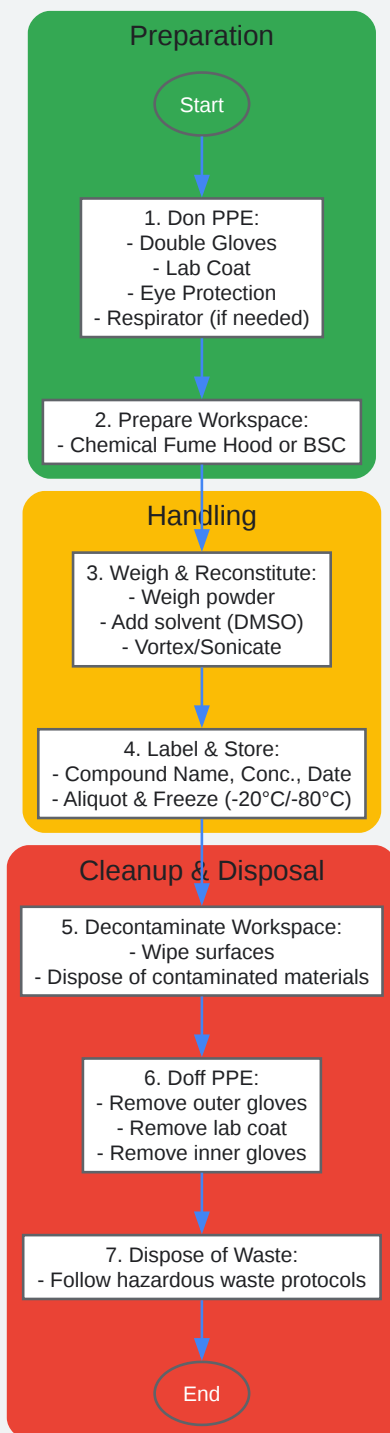 Preparation
Start
1. Don PPE:
- Double Gloves
- Lab Coat
- Eye Protection
- Respirator (if needed)
2. Prepare Workspace:
- Chemical Fume Hood or BSC
Handling
3. Weigh & Reconstitute:
- Weigh powder
- Add solvent (DMSO)
- Vortex/Sonicate
4. Label & Store:
- Compound Name, Conc., Date
- Aliquot & Freeze (-20°C/-80°C)
Cleanup & Disposal
5. Decontaminate Workspace:
- Wipe surfaces
- Dispose of contaminated materials
6. Doff PPE:
- Remove outer gloves
- Remove lab coat
- Remove inner gloves
7. Dispose of Waste:
- Follow hazardous waste protocols
End